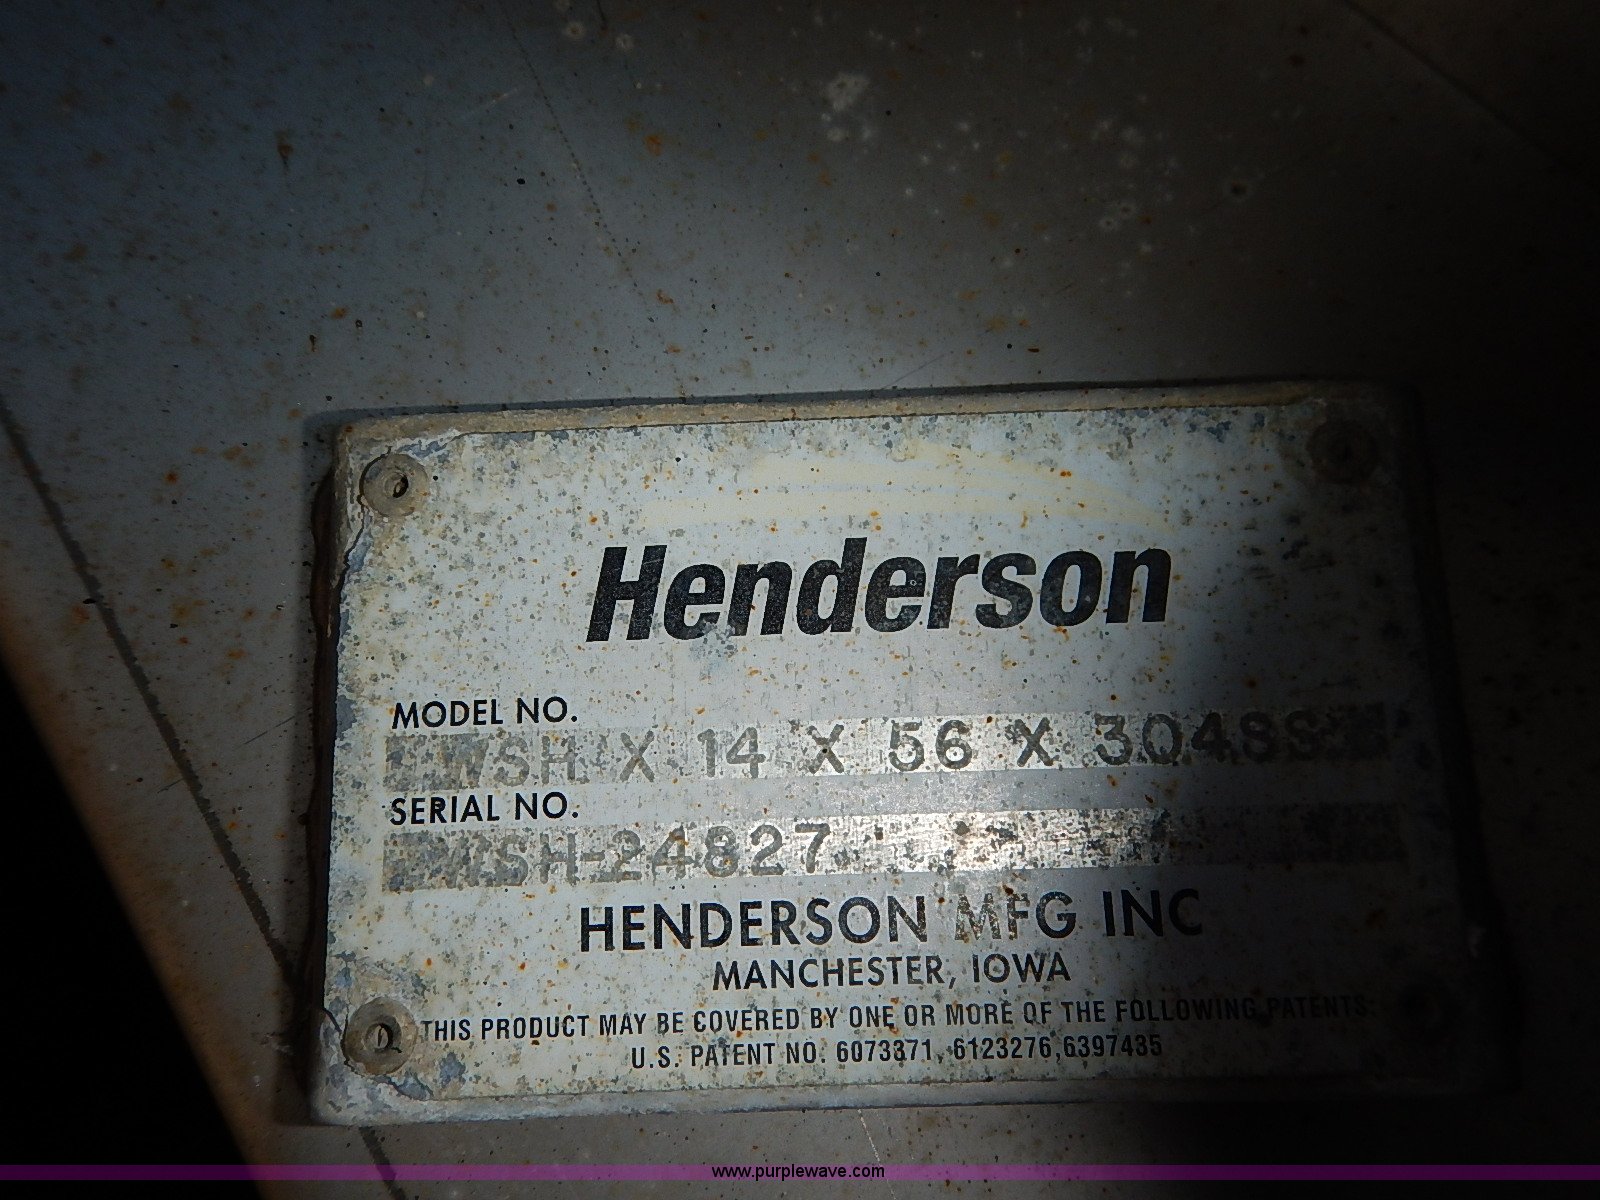 Henderson
MODEL NO.
WSH X 14 X 56 X 3048SS
SERIAL NO.
WSH-24827
HENDERSON MFG INC
MANCHESTER, IOWA
THIS PRODUCT MAY BE COVERED BY ONE OR MORE OF THE FOLLOWING PATENTS:
U.S. PATENT NO. 6073871, 6123276,6397435
www.purplewave.com